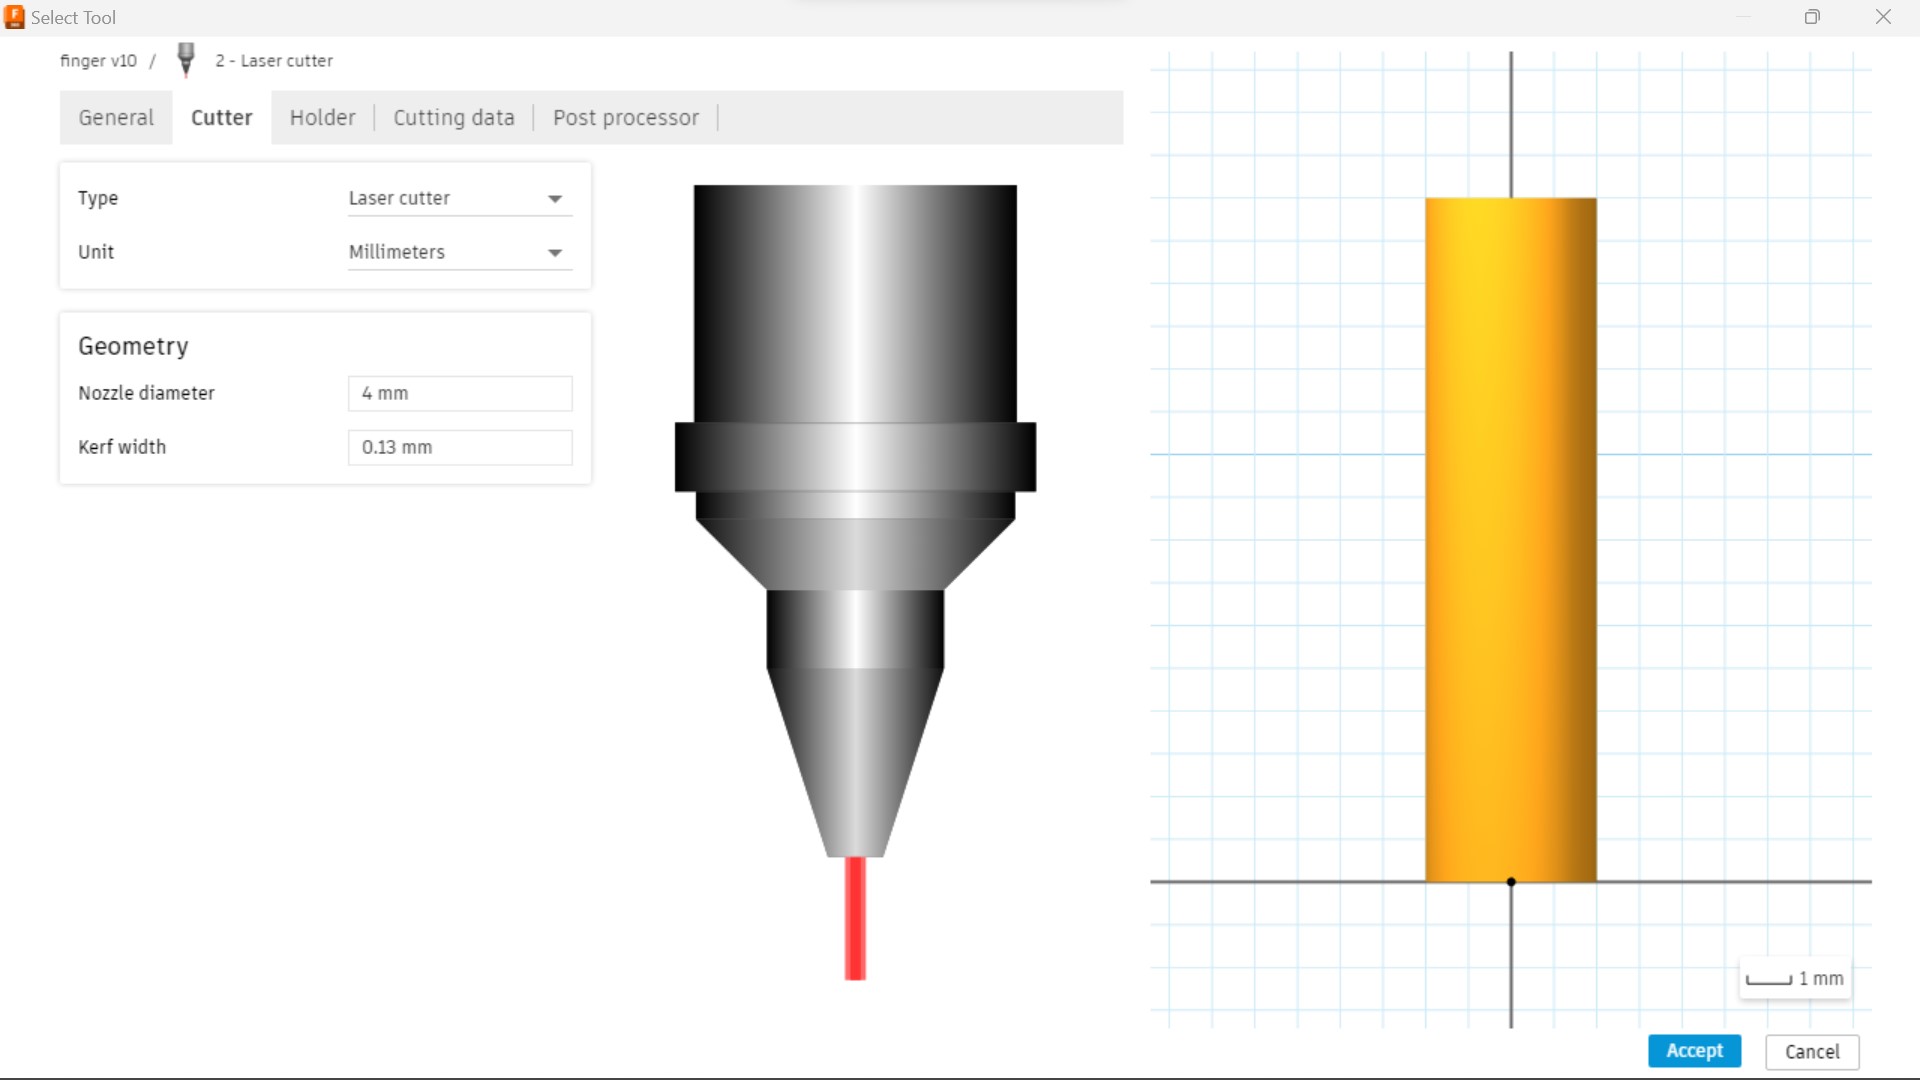 Select Tool
finger v10 / 2 - Laser cutter
General Cutter Holder Cutting data Post processor
Type Laser cutter
Unit Millimeters
Geometry
Nozzle diameter 4 mm
Kerf width 0.13 mm
1 mm
Accept Cancel